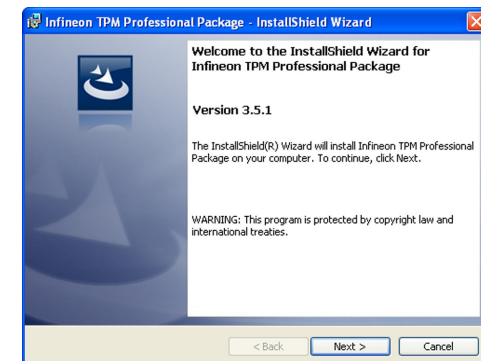 Infineon TPM Professional Package - InstallShield Wizard
Welcome to the InstallShield Wizard for
Infineon TPM Professional Package
Version 3.5.1
The InstallShield(R) Wizard will install Infineon TPM Professional
Package on your computer. To continue, click Next.
WARNING: This program is protected by copyright law and
international treaties.
< Back
Next >
Cancel